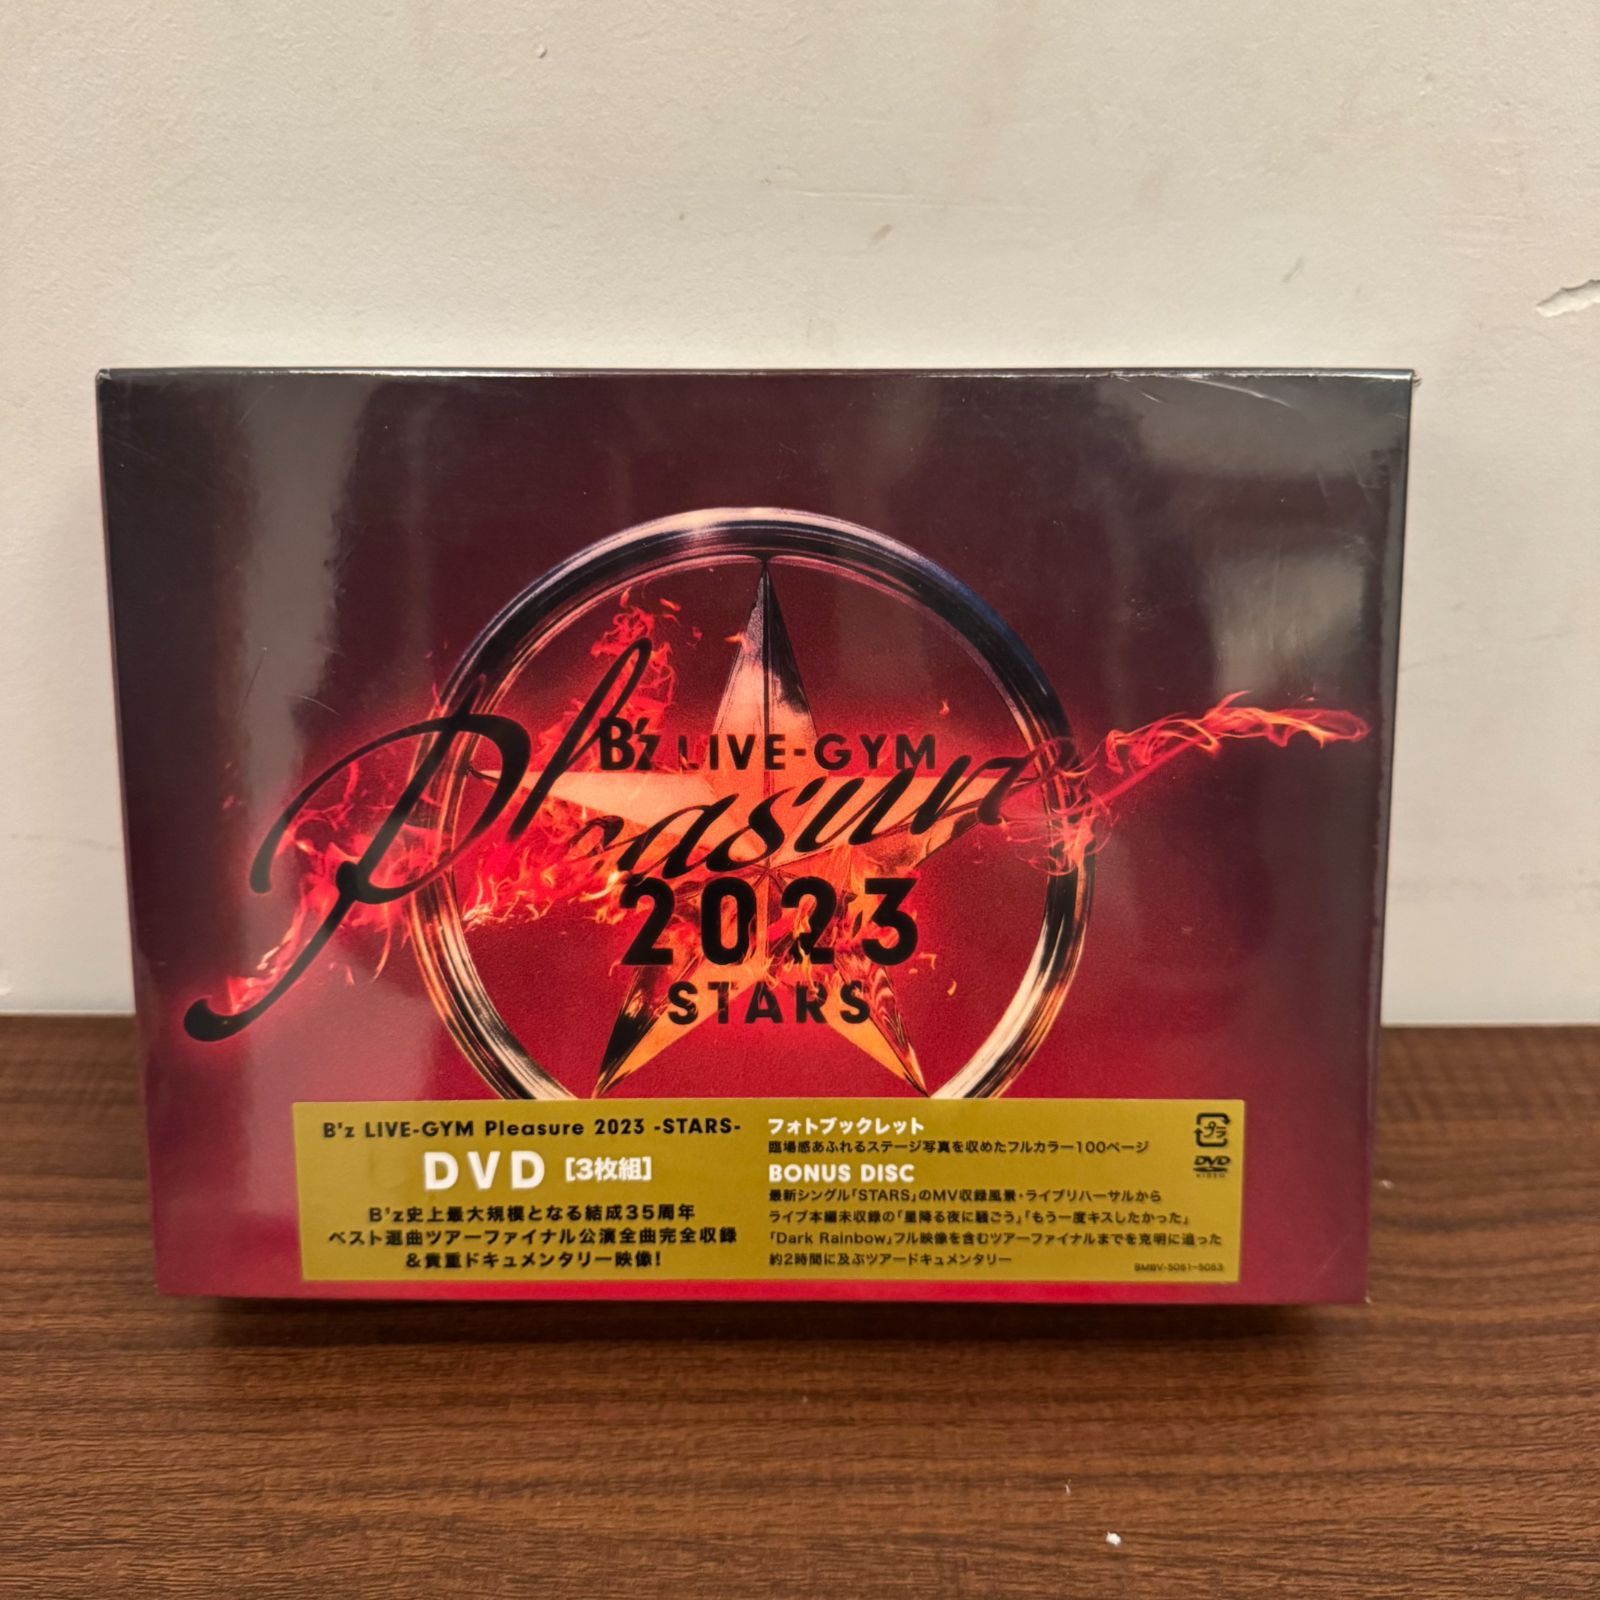 B'z LIVE-GYM
Pleasure
2023
STARS
B'z LIVE-GYM Pleasure 2023 -STARS-
DVD [3枚組]
B'z史上最大規模となる結成35周年
ベスト選曲ツアーファイナル公演全曲完全収録
&貴重ドキュメンタリー映像!
フォトブックレット
臨場感あふれるステージ写真を収めたフルカラー100ページ
BONUS DISC
最新シングル「STARS」のMV収録風景・ライブリハーサルから
ライブ本編未収録の「星降る夜に騒ごう」「もう一度キスしたかった」
「Dark Rainbow」フル映像を含むツアーファイナルまでを克明に追った
約2時間に及ぶツアードキュメンタリー
プラ
DVD
VIDEO
BMBV-5061~5063